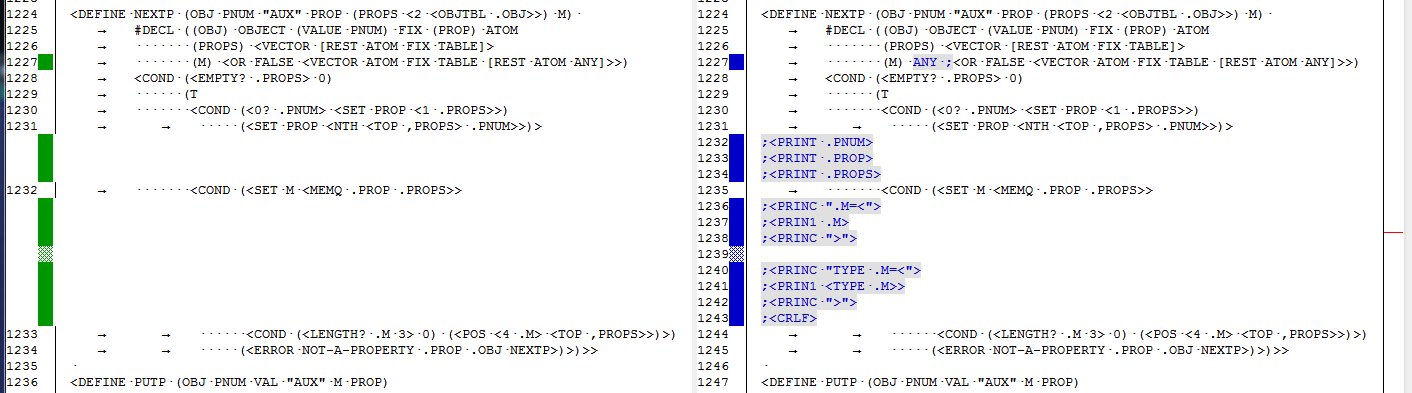 1224 <DEFINE NEXTP (OBJ PNUM "AUX" PROP (PROPS <2 <OBJTBL .OBJ>>) M)
1225 → #DECL ((OBJ) OBJECT (VALUE PNUM) FIX (PROP) ATOM
1226 → (PROPS) <VECTOR [REST ATOM FIX TABLE]>
1227 → (M) <OR FALSE <VECTOR ATOM FIX TABLE [REST ATOM ANY]>>)
1228 → <COND (<EMPTY? .PROPS> 0)
1229 → (T
1230 → <COND (<0? .PNUM> <SET PROP <1 .PROPS>>)
1231 → → (<SET PROP <NTH <TOP ,PROPS> .PNUM>>)>
1232 → <COND (<SET M <MEMQ .PROP .PROPS>>
1233 → → <COND (<LENGTH? .M 3> 0) (<POS <4 .M> <TOP ,PROPS>>)>)
1234 → → (<ERROR NOT-A-PROPERTY .PROP .OBJ NEXTP>)>)>>
1235
1236 <DEFINE PUTP (OBJ PNUM VAL "AUX" M PROP)
1224 <DEFINE NEXTP (OBJ PNUM "AUX" PROP (PROPS <2 <OBJTBL .OBJ>>) M)
1225 → #DECL ((OBJ) OBJECT (VALUE PNUM) FIX (PROP) ATOM
1226 → (PROPS) <VECTOR [REST ATOM FIX TABLE]>
1227 → (M) ANY ;<OR FALSE <VECTOR ATOM FIX TABLE [REST ATOM ANY]>>)
1228 → <COND (<EMPTY? .PROPS> 0)
1229 → (T
1230 → <COND (<0? .PNUM> <SET PROP <1 .PROPS>>)
1231 → → (<SET PROP <NTH <TOP ,PROPS> .PNUM>>)>
1232 ;<PRINT .PNUM>
1233 ;<PRINT .PROP>
1234 ;<PRINT .PROPS>
1235 → <COND (<SET M <MEMQ .PROP .PROPS>>
1236 ;<PRINC ".M=<">
1237 ;<PRIN1 .M>
1238 ;<PRINC ">">
1239
1240 ;<PRINC "TYPE .M=<">
1241 ;<PRIN1 <TYPE .M>>
1242 ;<PRINC ">">
1243 ;<CRLF>
1244 → → <COND (<LENGTH? .M 3> 0) (<POS <4 .M> <TOP ,PROPS>>)>)
1245 → → (<ERROR NOT-A-PROPERTY .PROP .OBJ NEXTP>)>)>>
1246
1247 <DEFINE PUTP (OBJ PNUM VAL "AUX" M PROP)